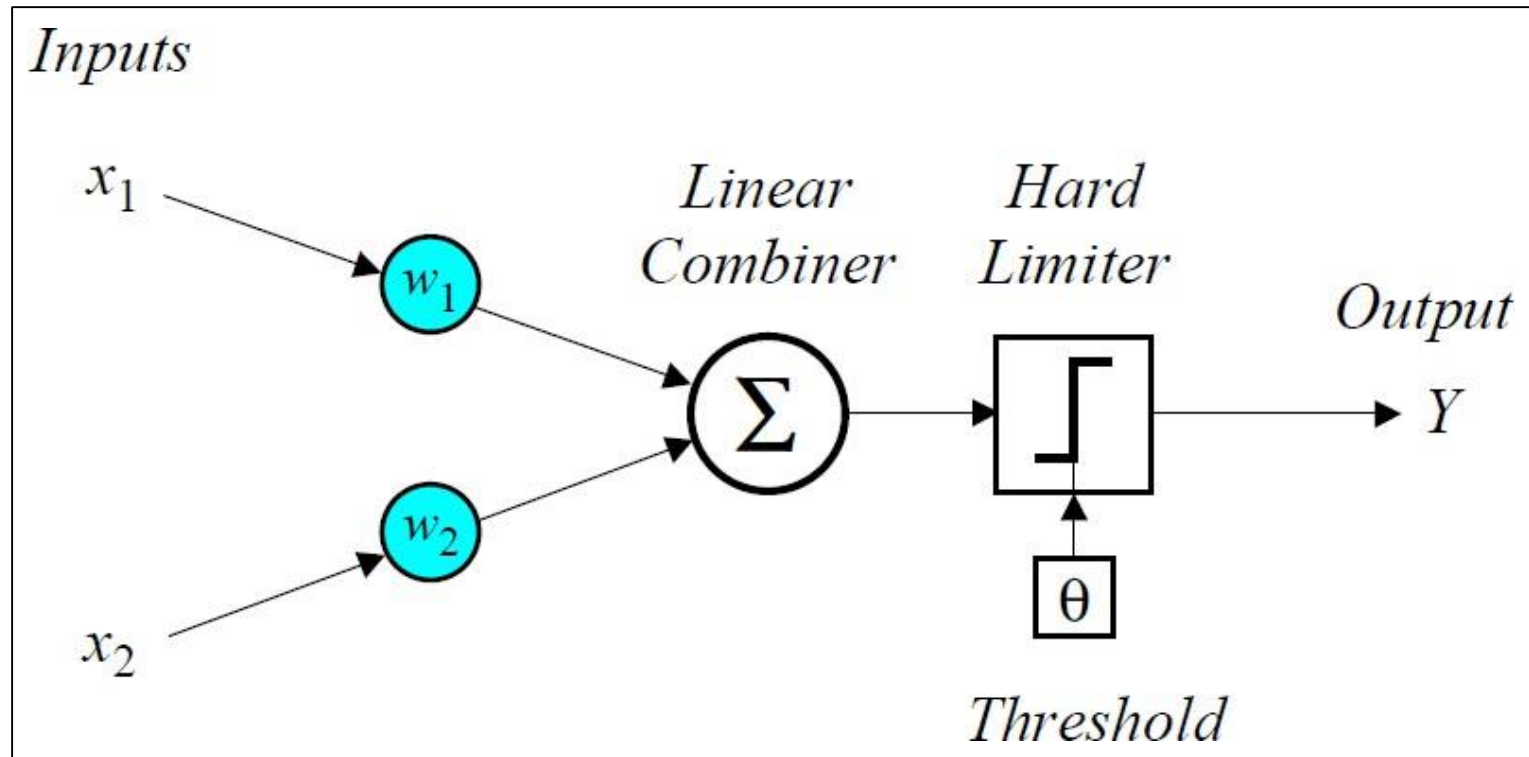 Inputs
x₁
w₁
Linear
Combiner
Hard
Limiter
Output
Σ
Y
w₂
θ
x₂
Threshold